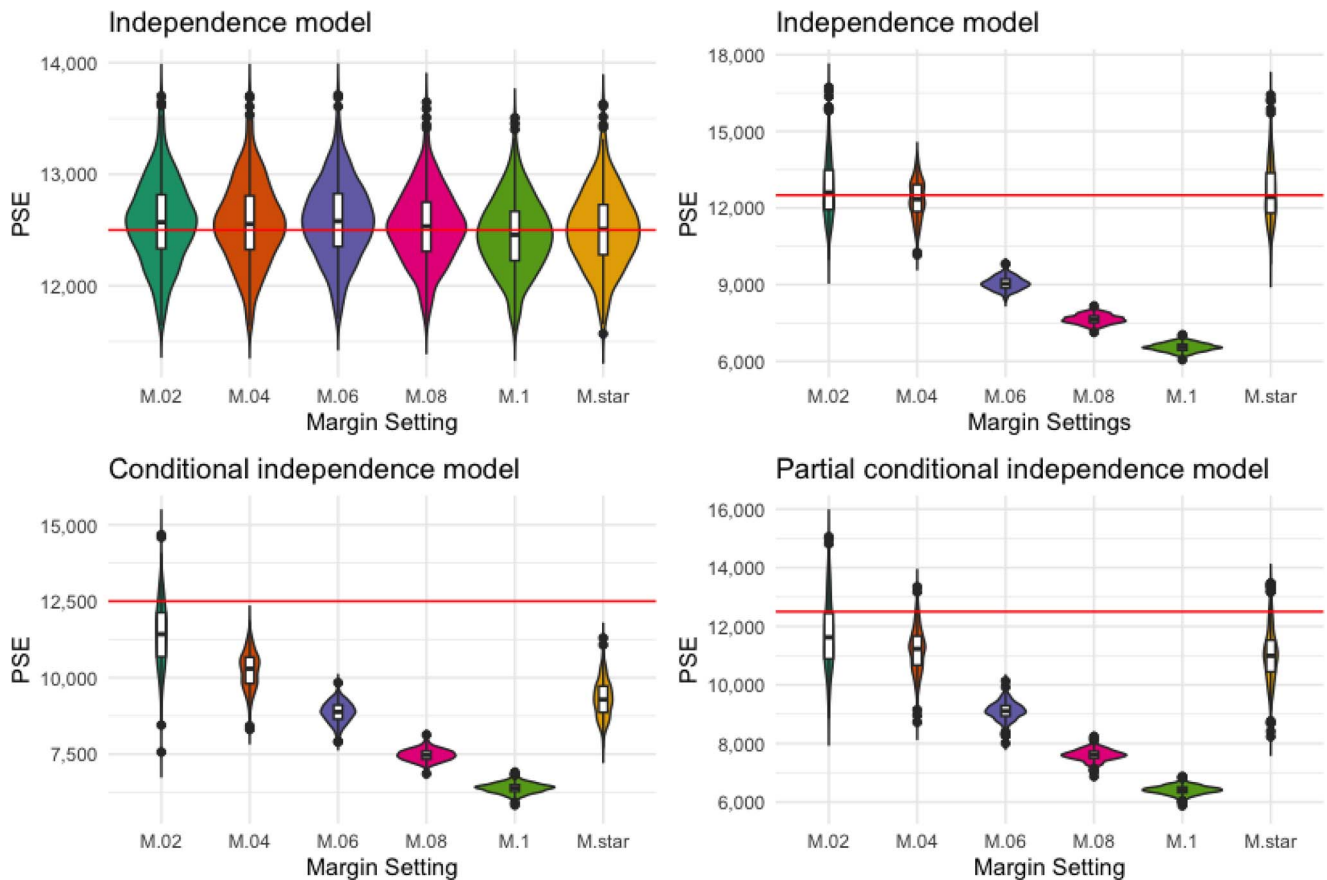 Independence model
PSE
14,000
13,000
12,000
M.02 M.04 M.06 M.08 M.1 M.star
Margin Setting
Independence model
PSE
18,000
15,000
12,000
9,000
6,000
M.02 M.04 M.06 M.08 M.1 M.star
Margin Settings
Conditional independence model
PSE
15,000
12,500
10,000
7,500
M.02 M.04 M.06 M.08 M.1 M.star
Margin Setting
Partial conditional independence model
PSE
16,000
14,000
12,000
10,000
8,000
6,000
M.02 M.04 M.06 M.08 M.1 M.star
Margin Setting